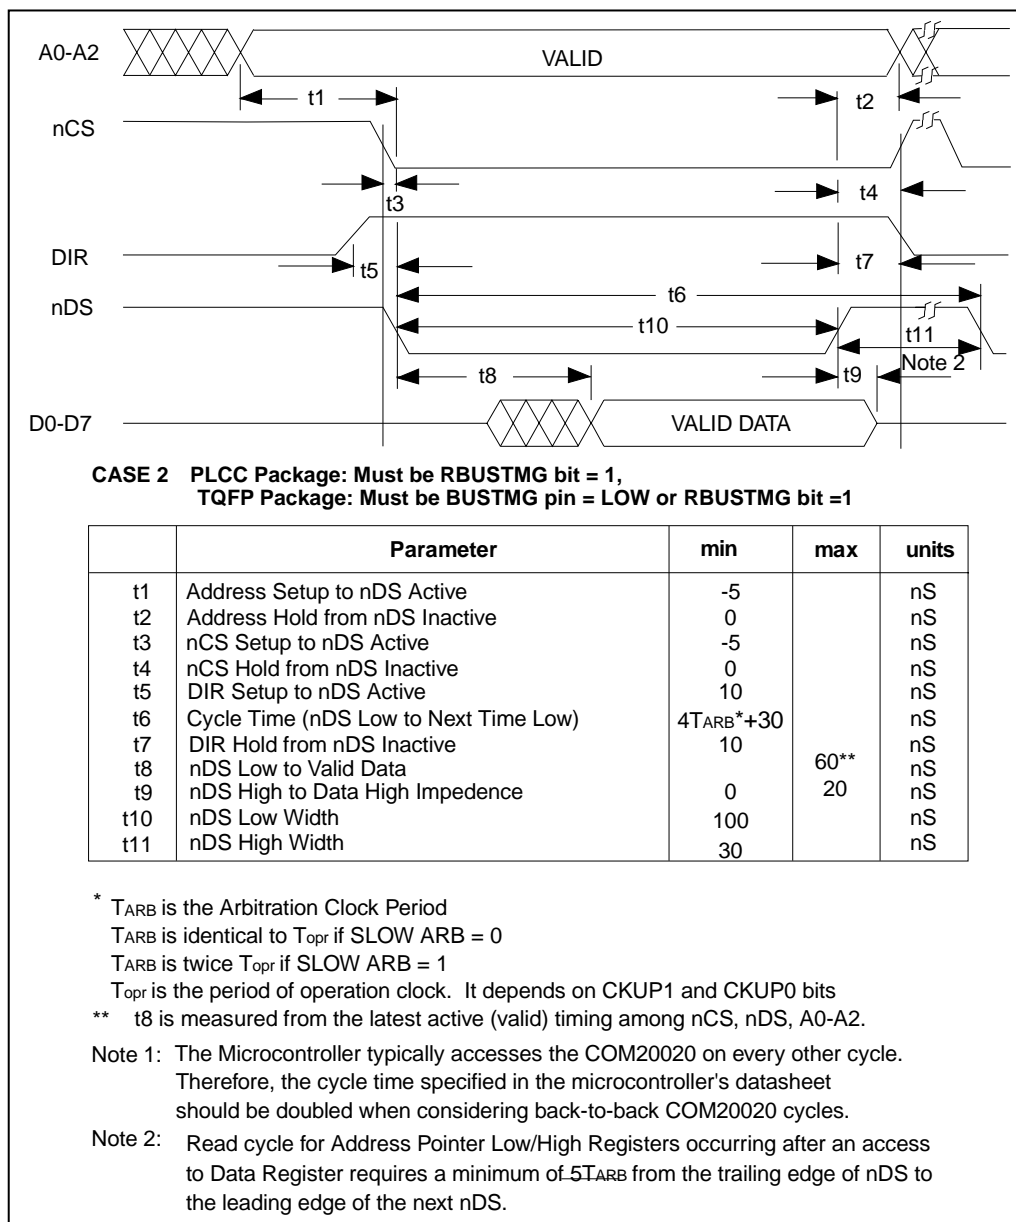 A0-A2
VALID
t1
t2
nCS
t3
t4
DIR
t5
t7
nDS
t6
t10
t11
Note 2
t8
t9
D0-D7
VALID DATA
CASE 2 PLCC Package: Must be RBUSTMG bit = 1,
TQFP Package: Must be BUSTMG pin = LOW or RBUSTMG bit =1
Parameter min max units
t1 Address Setup to nDS Active -5 nS
t2 Address Hold from nDS Inactive 0 nS
t3 nCS Setup to nDS Active -5 nS
t4 nCS Hold from nDS Inactive 0 nS
t5 DIR Setup to nDS Active 10 nS
t6 Cycle Time (nDS Low to Next Time Low) 4TARB*+30 nS
t7 DIR Hold from nDS Inactive 10 nS
t8 nDS Low to Valid Data 60** nS
t9 nDS High to Data High Impedence 0 20 nS
t10 nDS Low Width 100 nS
t11 nDS High Width 30 nS
* TARB is the Arbitration Clock Period
TARB is identical to Topr if SLOW ARB = 0
TARB is twice Topr if SLOW ARB = 1
Topr is the period of operation clock. It depends on CKUP1 and CKUP0 bits
** t8 is measured from the latest active (valid) timing among nCS, nDS, A0-A2.
Note 1: The Microcontroller typically accesses the COM20020 on every other cycle.
Therefore, the cycle time specified in the microcontroller's datasheet
should be doubled when considering back-to-back COM20020 cycles.
Note 2: Read cycle for Address Pointer Low/High Registers occurring after an access
to Data Register requires a minimum of 5TARB from the trailing edge of nDS to
the leading edge of the next nDS.